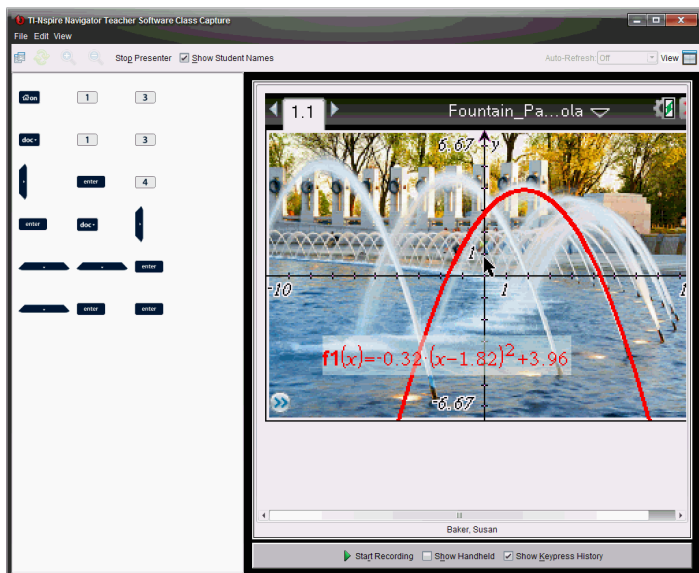 TI-Nspire Navigator Teacher Software Class Capture
File Edit View
Stop Presenter Show Student Names Auto-Refresh: Off View
on 1 3
doc 1 3
enter 4
enter doc
enter
enter enter
1.1 Fountain_Pa...ola
6.67 y
1
-10 1 1
f1(x)=-0.32·(x-1.82)²+3.96
-6.67
Baker, Susan
Start Recording Show Handheld Show Keypress History